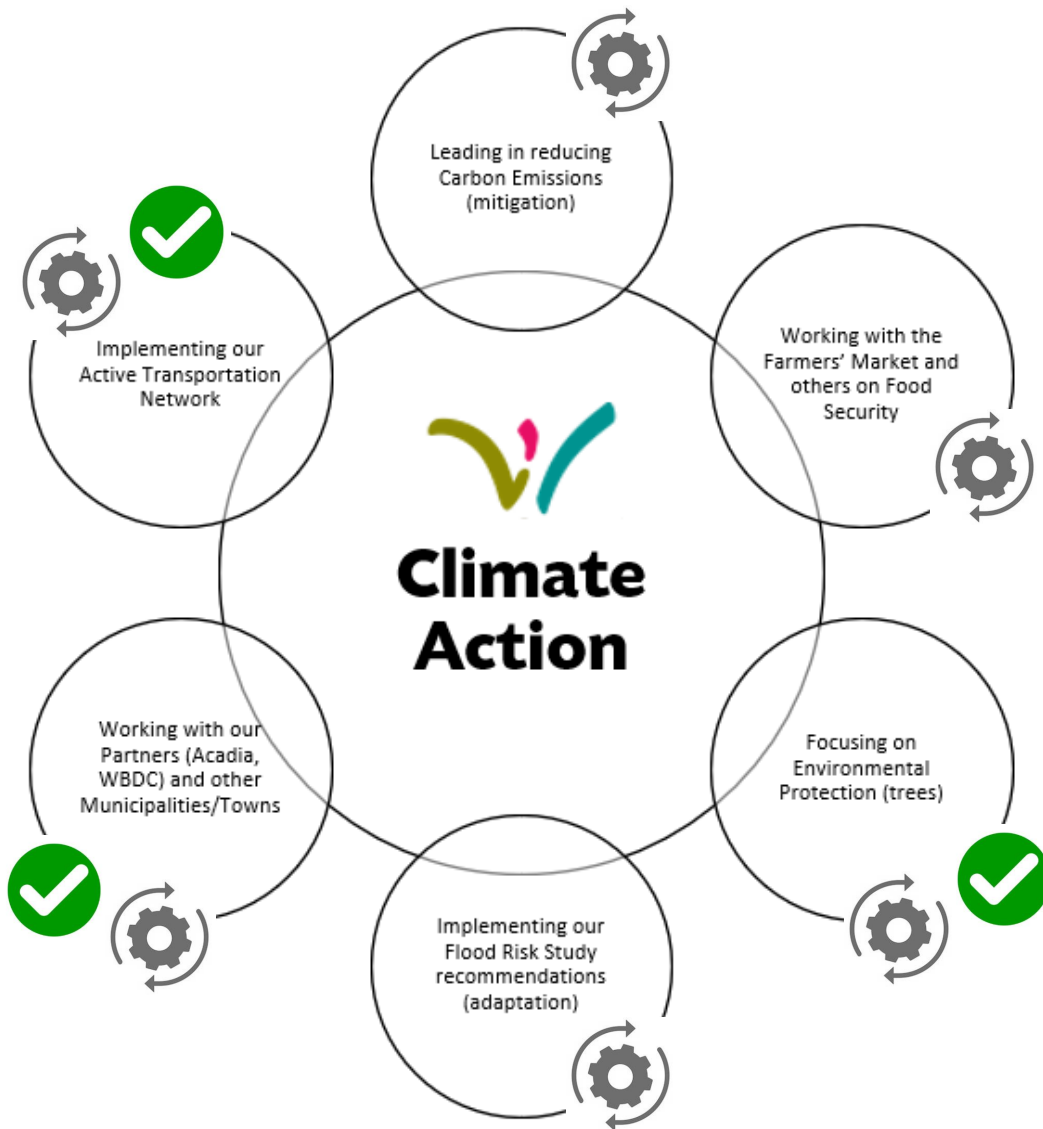 Leading in reducing
Carbon Emissions
(mitigation)
Implementing our
Active Transportation
Network
Working with the
Farmers' Market and
others on Food
Security
Climate
Action
Working with our
Partners (Acadia,
WBDC) and other
Municipalities/Towns
Focusing on
Environmental
Protection (trees)
Implementing our
Flood Risk Study
recommendations
(adaptation)